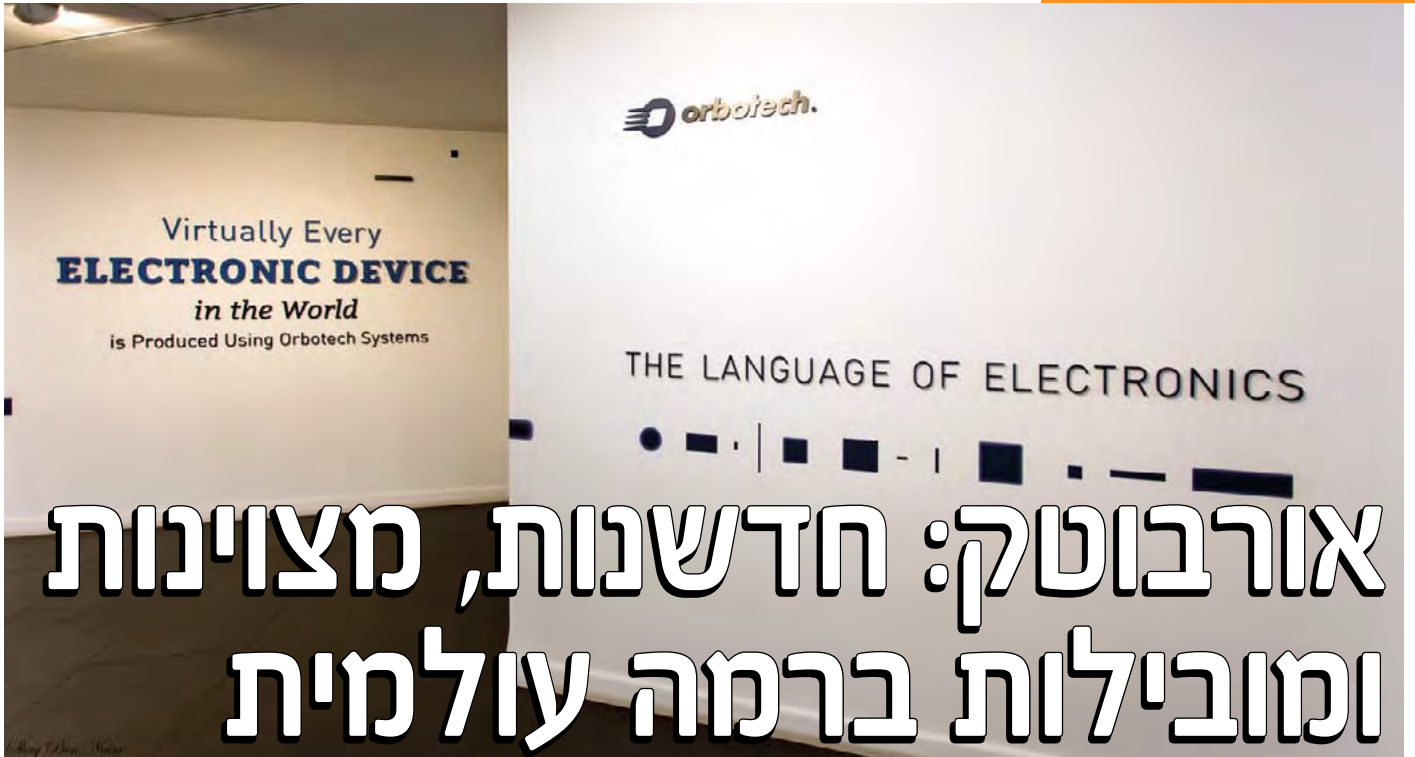 orbotech.
Virtually Every
ELECTRONIC DEVICE
in the World
is Produced Using Orbotech Systems
THE LANGUAGE OF ELECTRONICS
אורבוטק: חדשנות, מצוינות
ומובילות ברמה עולמית